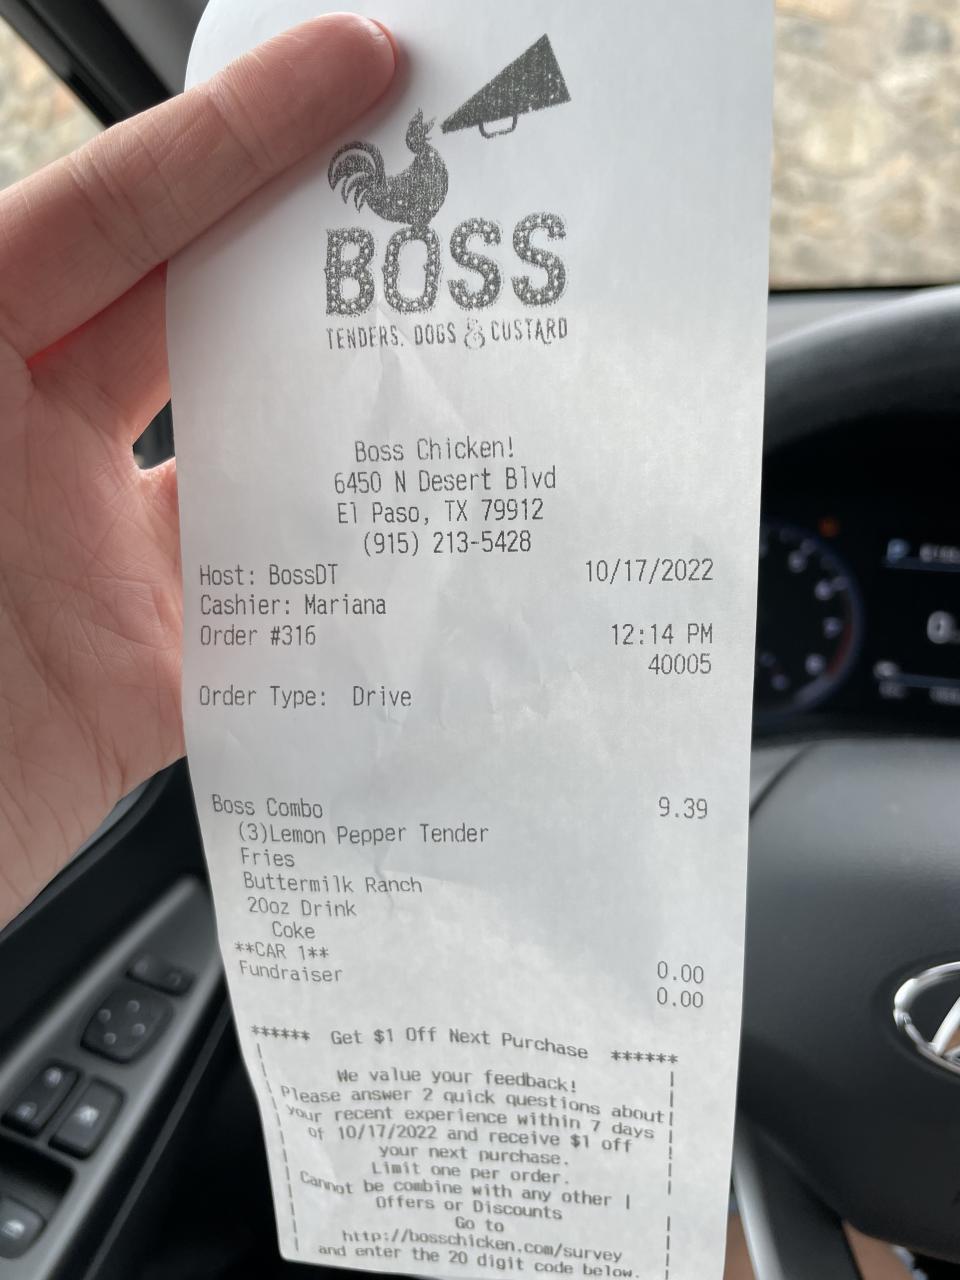 BOSS
TENDERS, DOGS & CUSTARD
Boss Chicken!
6450 N Desert Blvd
El Paso, TX 79912
(915) 213-5428
Host: BossDT 10/17/2022
Cashier: Mariana
Order #316 12:14 PM
40005
Order Type: Drive
Boss Combo 9.39
(3)Lemon Pepper Tender
Fries
Buttermilk Ranch
20oz Drink
Coke
**CAR 1** 0.00
Fundraiser 0.00
****** Get $1 Off Next Purchase ******
We value your feedback!
Please answer 2 quick questions about
your recent experience within 7 days
of 10/17/2022 and receive $1 off
your next purchase.
Limit one per order.
Cannot be combine with any other
Offers or Discounts
Go to
http://bosschicken.com/survey
and enter the 20 digit code below.